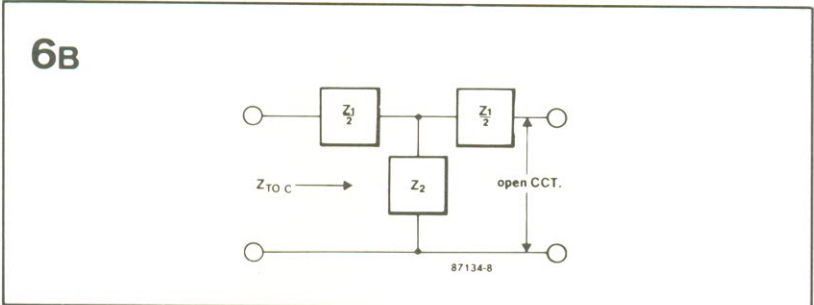 6B
Z1
2
Z1
2
ZTO C
Z2
open CCT.
87134-8